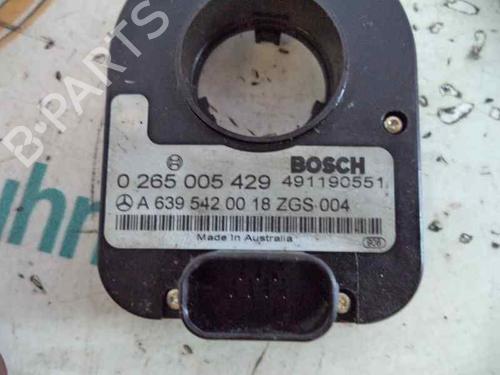 B-PARTS
BOSCH
0 265 005 429 491190551
A 639 542 00 18 ZGS 004
Made In Australia